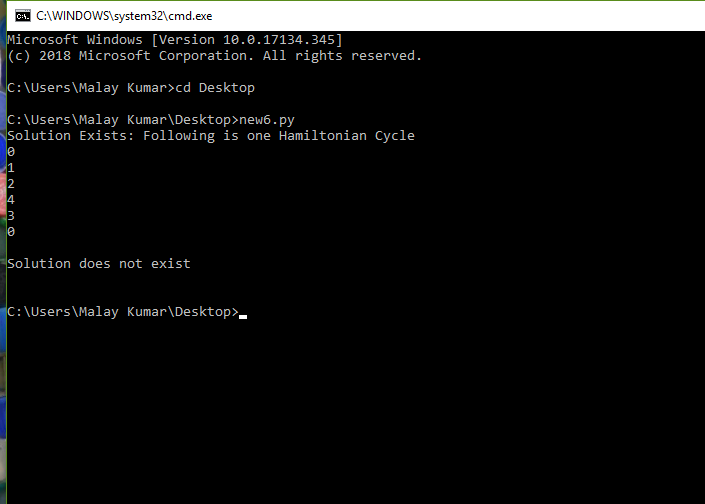 C:\WINDOWS\system32\cmd.exe
Microsoft Windows [Version 10.0.17134.345]
(c) 2018 Microsoft Corporation. All rights reserved.
C:\Users\Malay Kumar>cd Desktop
C:\Users\Malay Kumar\Desktop>new6.py
Solution Exists: Following is one Hamiltonian Cycle
0
1
2
4
3
0
Solution does not exist
C:\Users\Malay Kumar\Desktop>